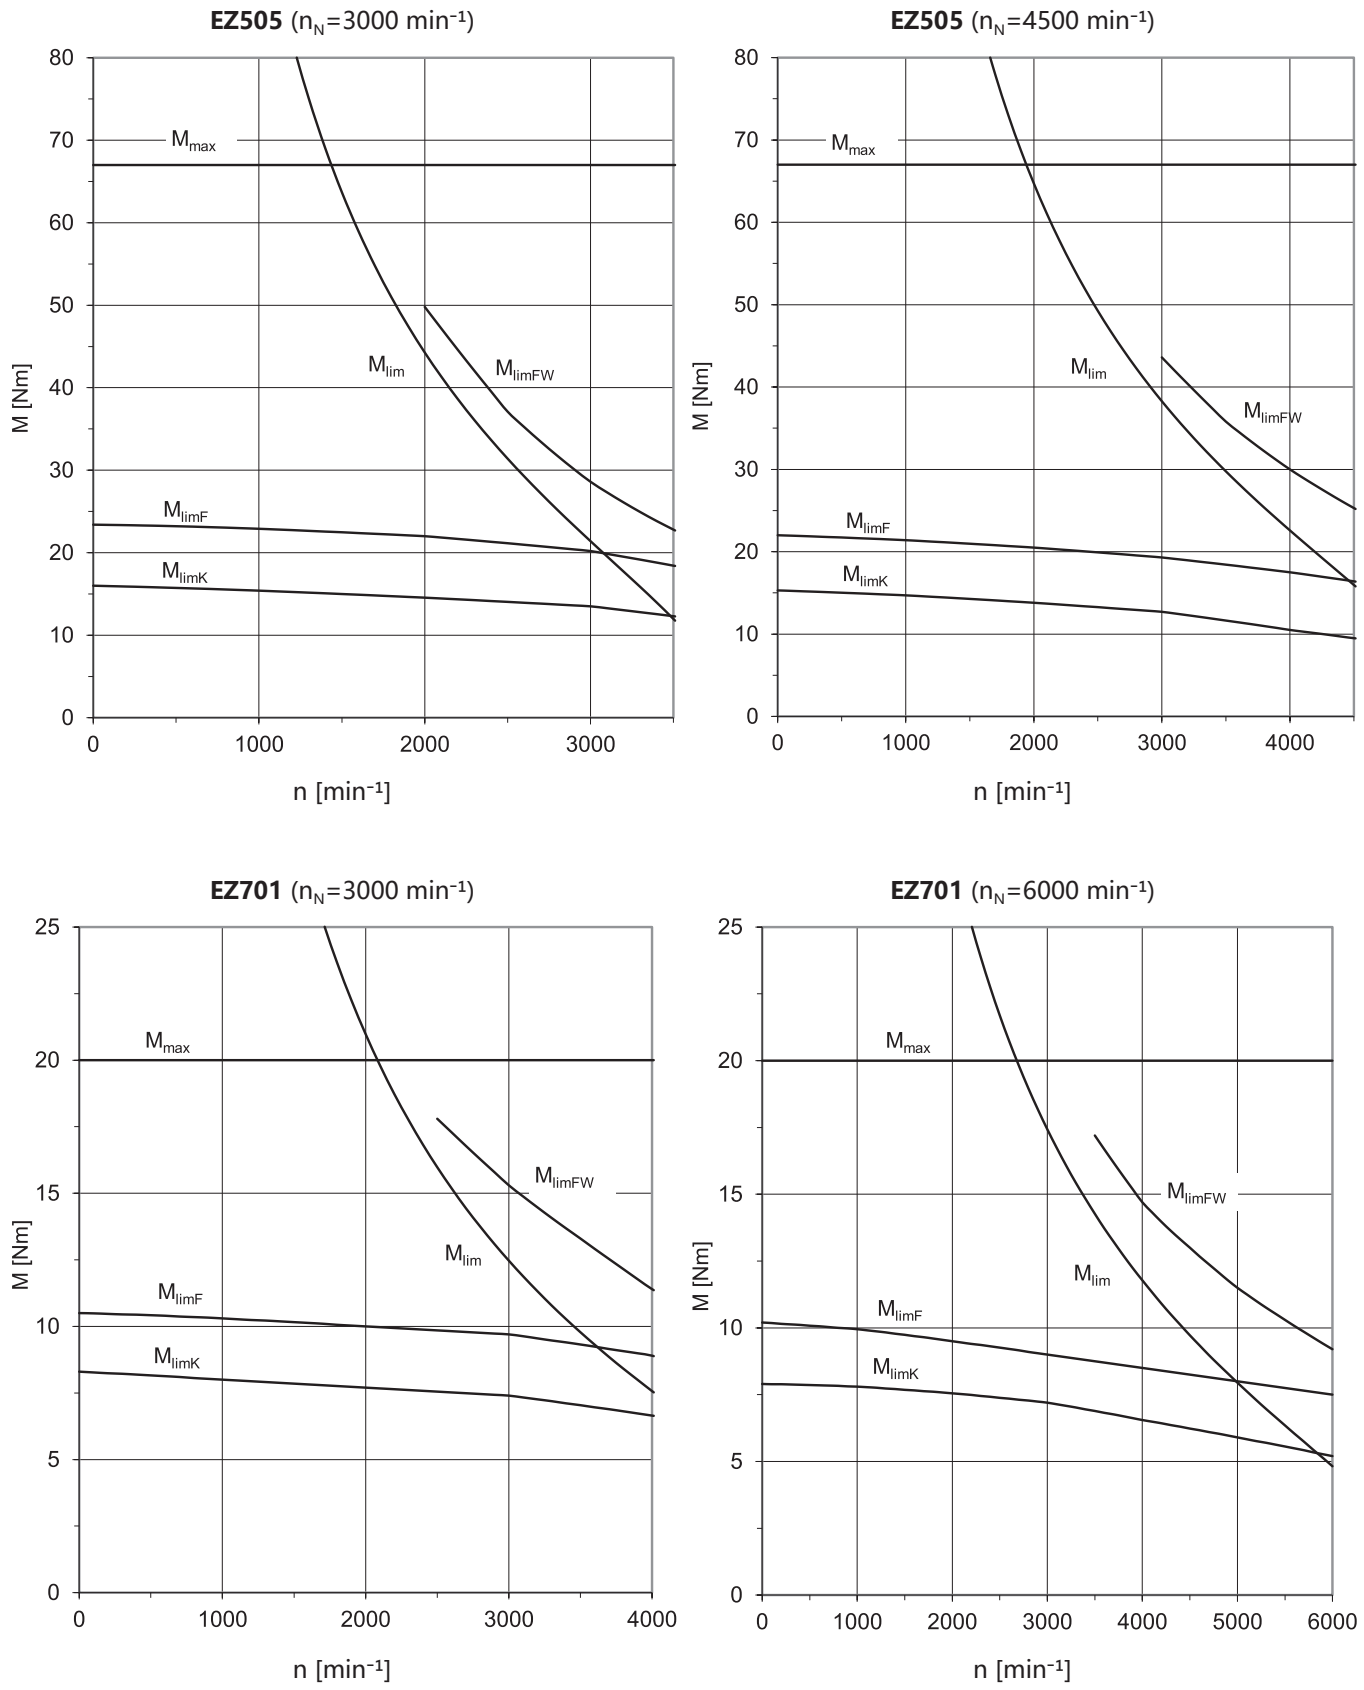 EZ505 (nN=3000 min⁻¹)
80
70
60
50
40
30
20
10
0
M [Nm]
Mmax
Mlim
MlimFW
MlimF
MlimK
0 1000 2000 3000
n [min⁻¹]
EZ505 (nN=4500 min⁻¹)
80
70
60
50
40
30
20
10
0
M [Nm]
Mmax
Mlim
MlimFW
MlimF
MlimK
0 1000 2000 3000 4000
n [min⁻¹]
EZ701 (nN=3000 min⁻¹)
25
20
15
10
5
0
M [Nm]
Mmax
MlimFW
Mlim
MlimF
MlimK
0 1000 2000 3000 4000
n [min⁻¹]
EZ701 (nN=6000 min⁻¹)
25
20
15
10
5
0
M [Nm]
Mmax
MlimFW
Mlim
MlimF
MlimK
0 1000 2000 3000 4000 5000 6000
n [min⁻¹]